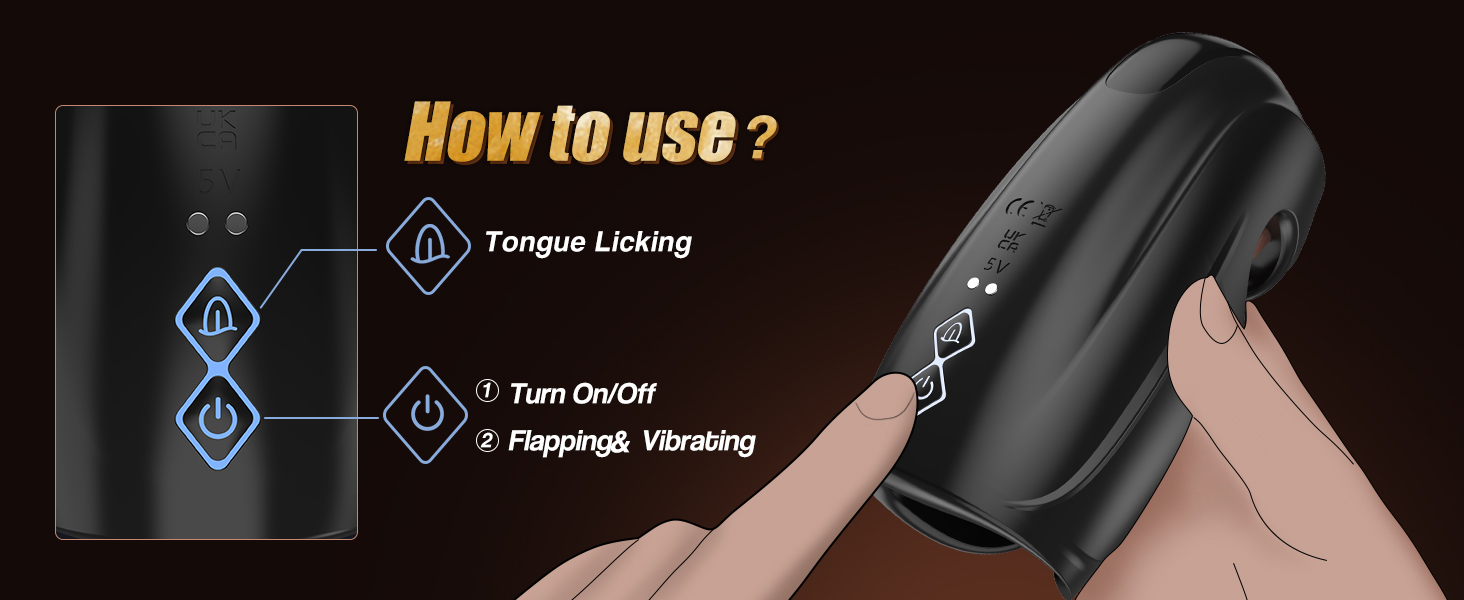 How to use?
UK
CA
5V
Tongue Licking
① Turn On/Off
② Flapping& Vibrating
CE
UK
CA
5V